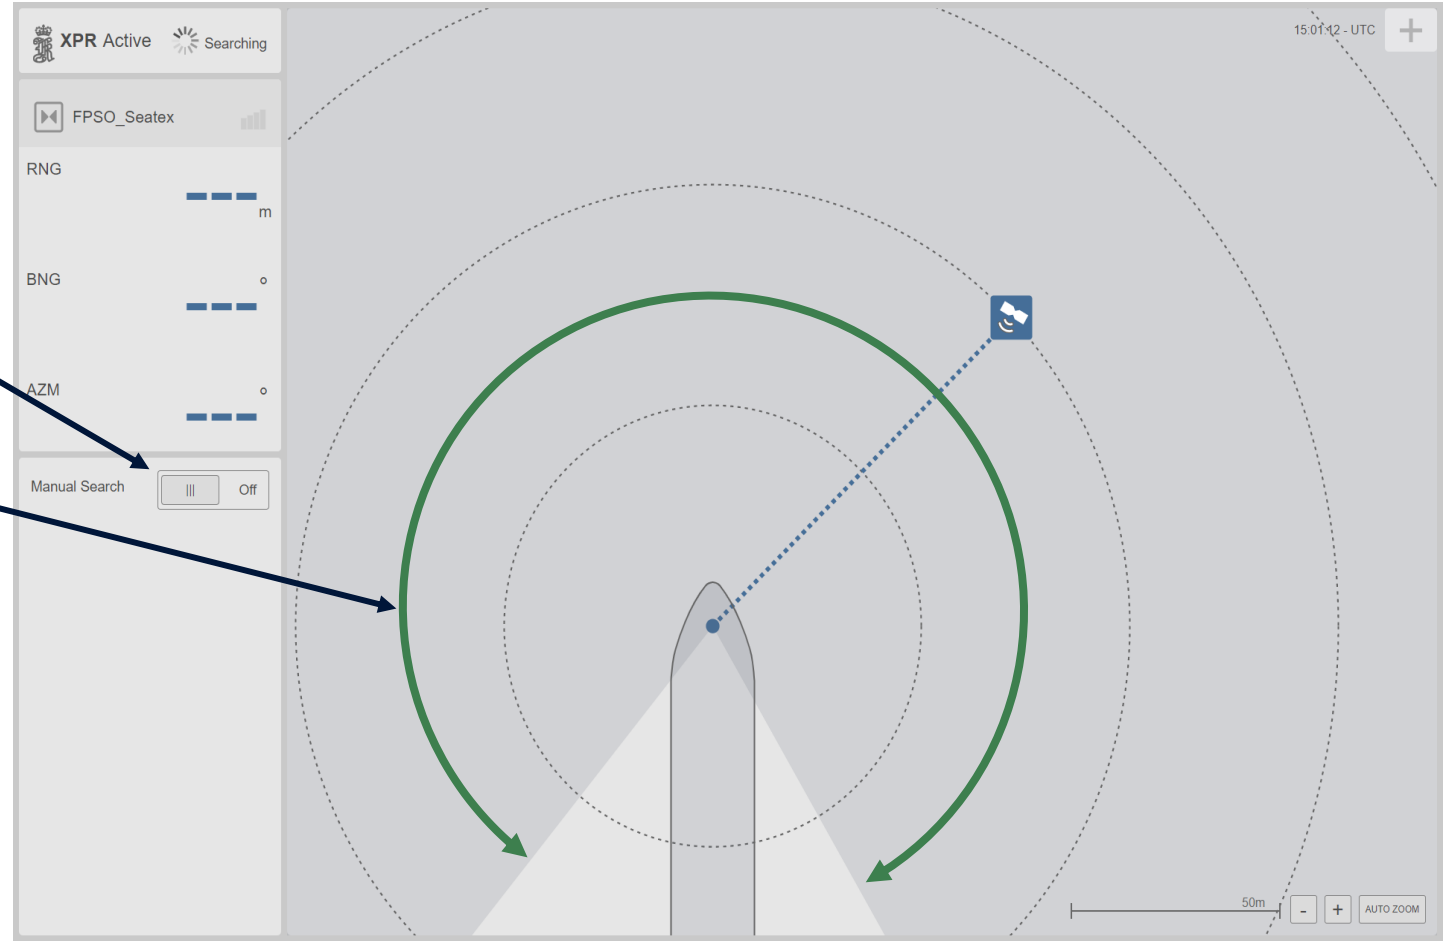 XPR Active Searching
15:01:12 - UTC
FPSO_Seatex
RNG
m
BNG
o
AZM
o
Manual Search ||| Off
50m
- + AUTO ZOOM